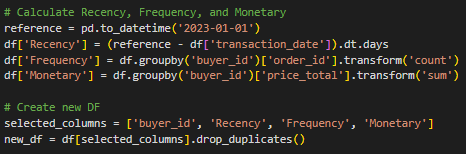 # Calculate Recency, Frequency, and Monetary
reference = pd.to_datetime('2023-01-01')
df['Recency'] = (reference - df['transaction_date']).dt.days
df['Frequency'] = df.groupby('buyer_id')['order_id'].transform('count')
df['Monetary'] = df.groupby('buyer_id')['price_total'].transform('sum')

# Create new DF
selected_columns = ['buyer_id', 'Recency', 'Frequency', 'Monetary']
new_df = df[selected_columns].drop_duplicates()